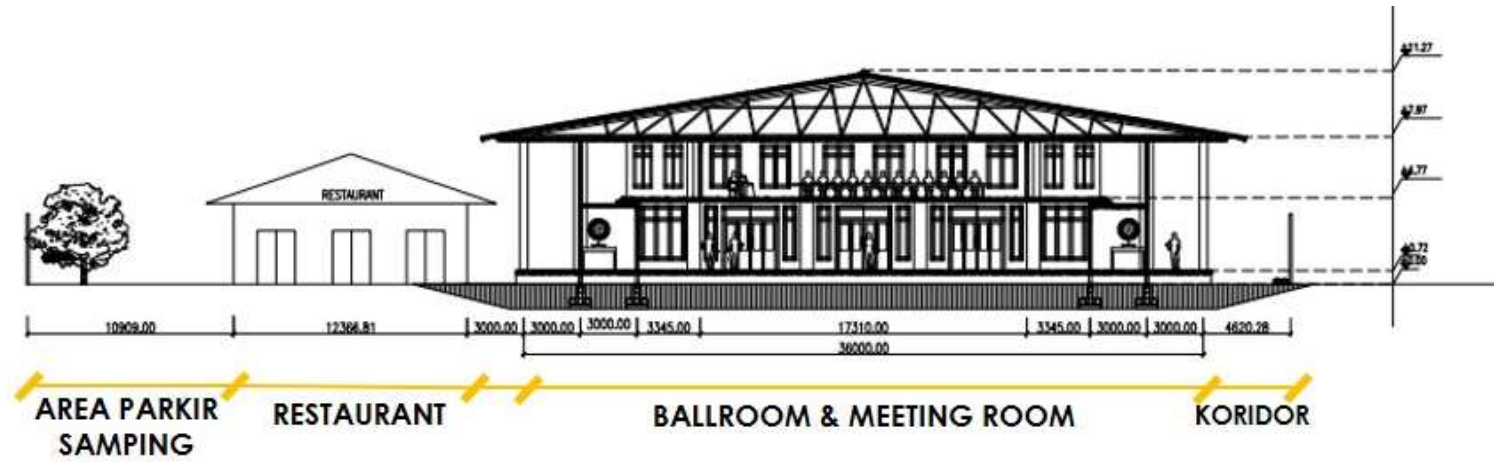 RESTAURANT
10909.00
12366.81
3000.00
3000.00
3000.00
3345.00
17310.00
3345.00
3000.00
3000.00
4620.28
36000.00
AREA PARKIR
SAMPING
RESTAURANT
BALLROOM & MEETING ROOM
KORIDOR